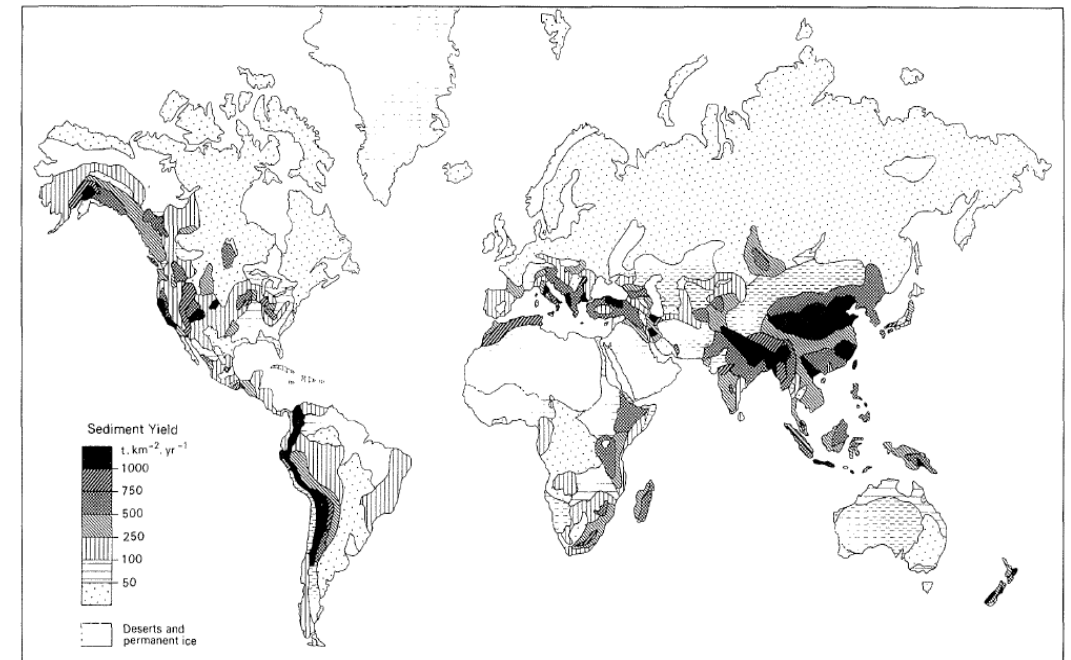 Sediment Yield
t. km⁻². yr⁻¹
1000
750
500
250
100
50
Deserts and
permanent ice